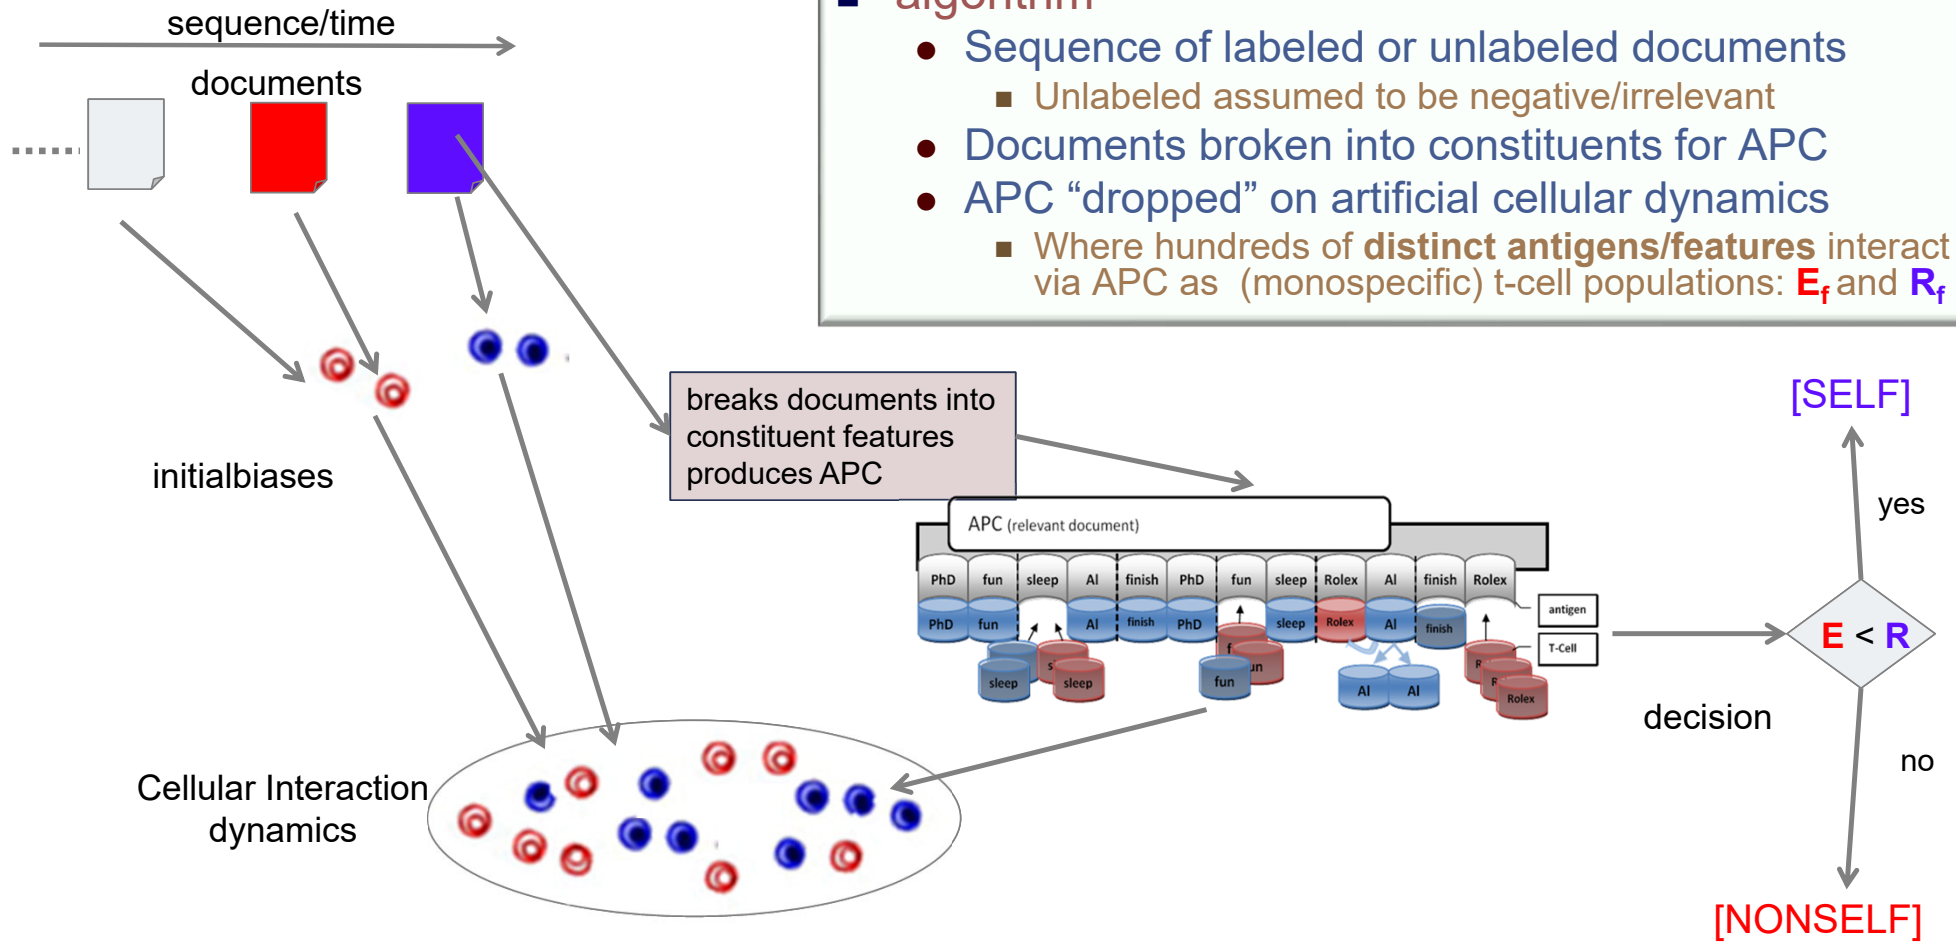 sequence/time
documents
algorithm
Sequence of labeled or unlabeled documents
Unlabeled assumed to be negative/irrelevant
Documents broken into constituents for APC
APC “dropped” on artificial cellular dynamics
Where hundreds of distinct antigens/features interact
via APC as (monospecific) t-cell populations: Ef and Rf
breaks documents into
constituent features
produces APC
initialbiases
APC (relevant document)
PhD fun sleep AI finish PhD fun sleep Rolex AI finish Rolex
PhD fun AI finish PhD sleep Rolex AI finish
antigen
T-Cell
sleep sleep fun AI AI Rolex
[SELF]
yes
E < R
decision
no
[NONSELF]
Cellular Interaction
dynamics